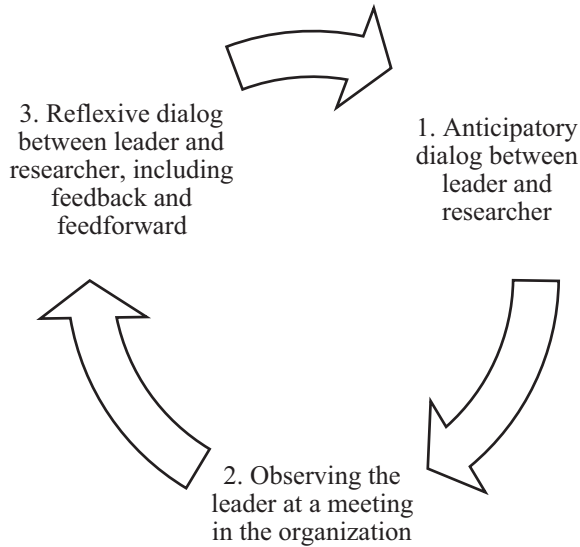 3. Reflexive dialog
between leader and
researcher, including
feedback and
feedforward
1. Anticipatory
dialog between
leader and
researcher
2. Observing the
leader at a meeting
in the organization